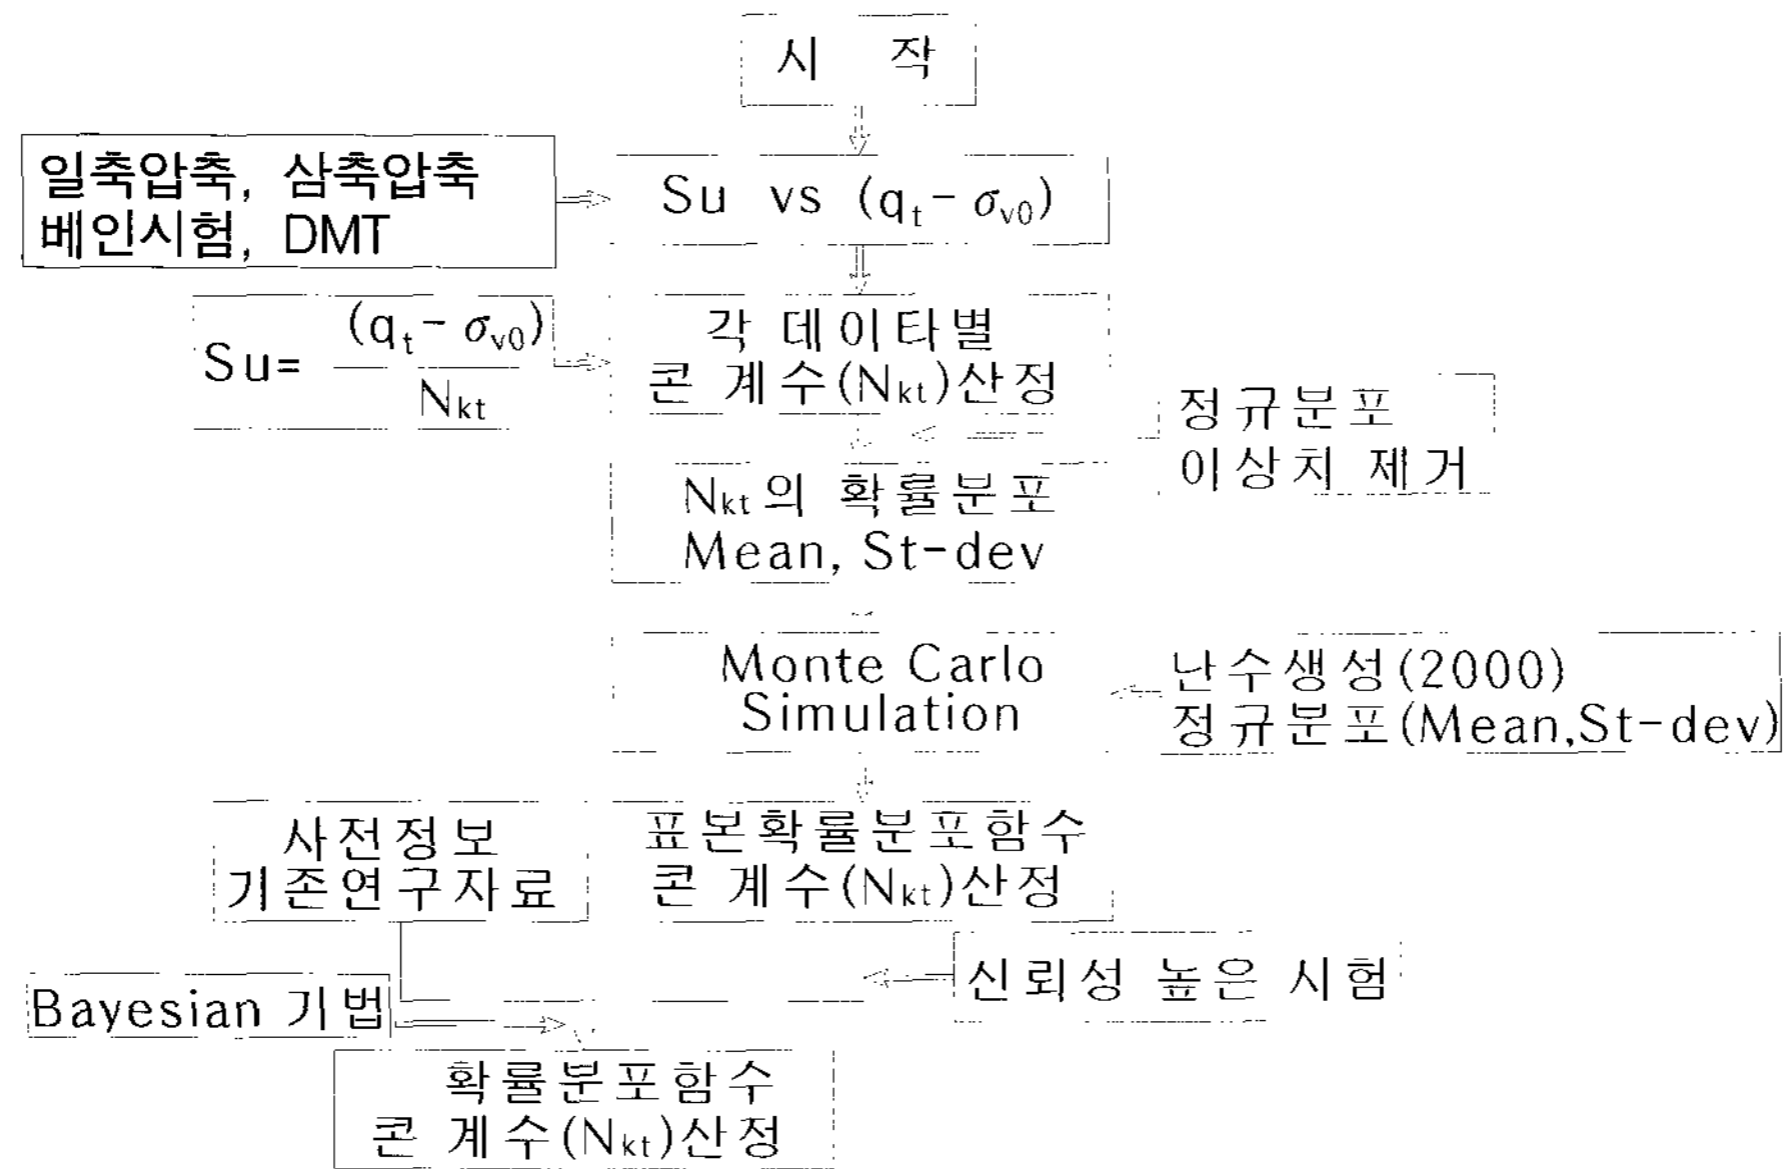 시 작
일축압축, 삼축압축
베인시험, DMT
Su vs (qt- σv0)
Su= (qt- σv0)
Nkt
각 데이타별
콘 계수(Nkt)산정
정규분포
이상치 제거
Nkt의 확률분포
Mean, St-dev
Monte Carlo
Simulation
난수생성(2000)
정규분포(Mean,St-dev)
사전정보
기존연구자료
표본확률분포함수
콘 계수(Nkt)산정
신뢰성 높은 시험
Bayesian 기법
확률분포함수
콘 계수(Nkt)산정